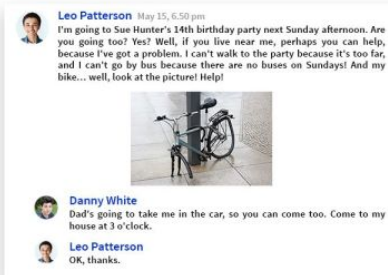 Leo Patterson May 15, 6.50 pm
I'm going to Sue Hunter's 14th birthday party next Sunday afternoon. Are
you going too? Yes? Well, if you live near me, perhaps you can help,
because I've got a problem. I can't walk to the party because it's too far,
and I can't go by bus because there are no buses on Sundays! And my
bike... well, look at the picture! Help!
Danny White
Dad's going to take me in the car, so you can come too. Come to my
house at 3 o'clock.
Leo Patterson
OK, thanks.